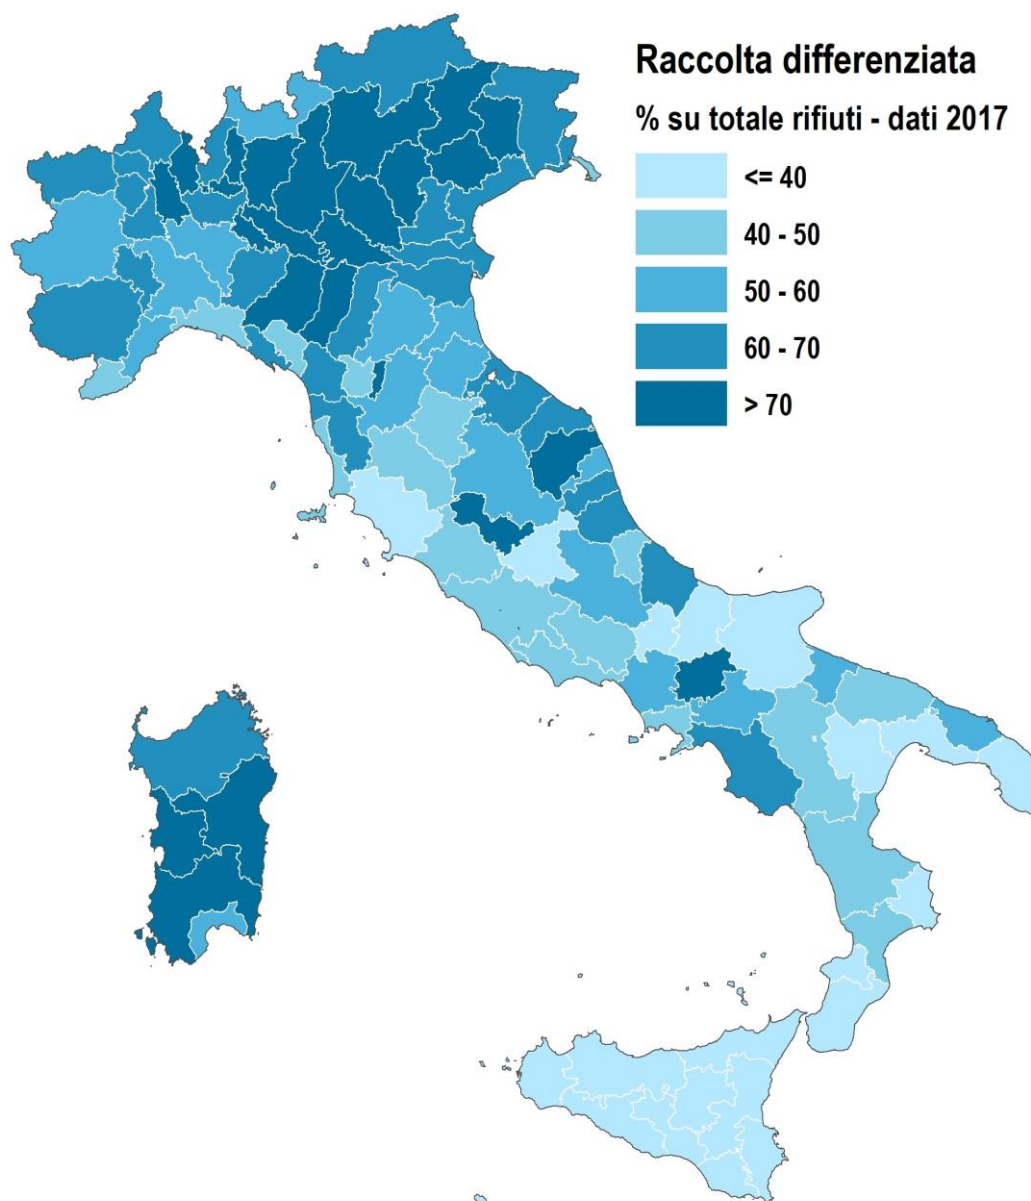 Raccolta differenziata
% su totale rifiuti - dati 2017
<= 40
40 - 50
50 - 60
60 - 70
> 70